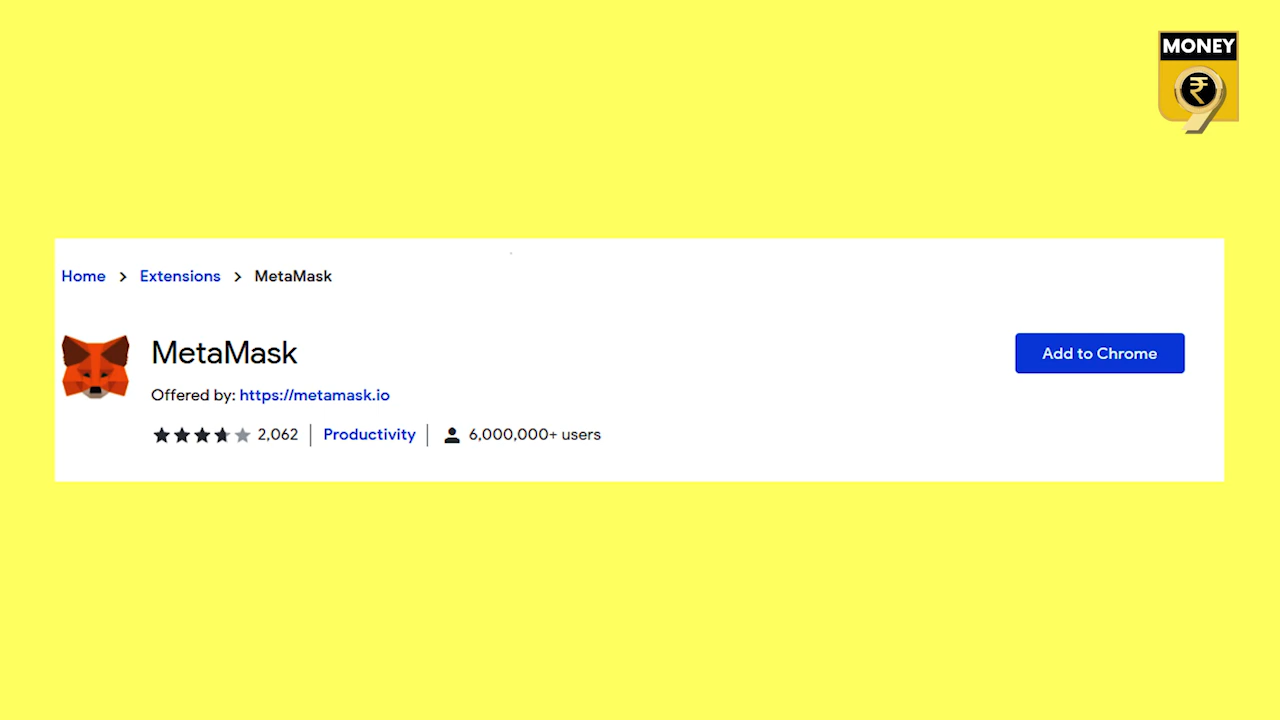 MONEY
₹
9
Home > Extensions > MetaMask
MetaMask
Add to Chrome
Offered by: https://metamask.io
2,062 | Productivity | 6,000,000+ users